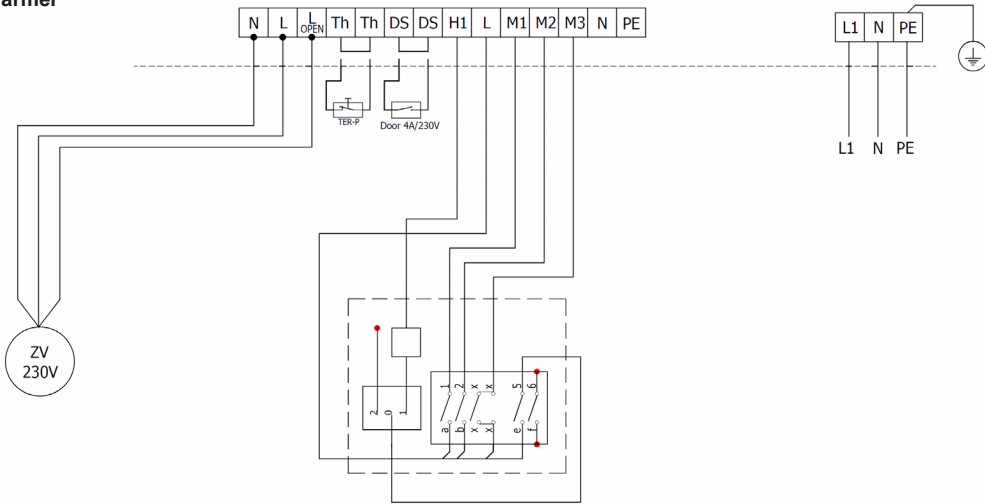 N L L OPEN Th Th DS DS H1 L M1 M2 M3 N PE
L1 N PE
TER-P
Door 4A/230V
L1 N PE
ZV
230V
1 2 x x 5 6
2 0 1
a b x x e f